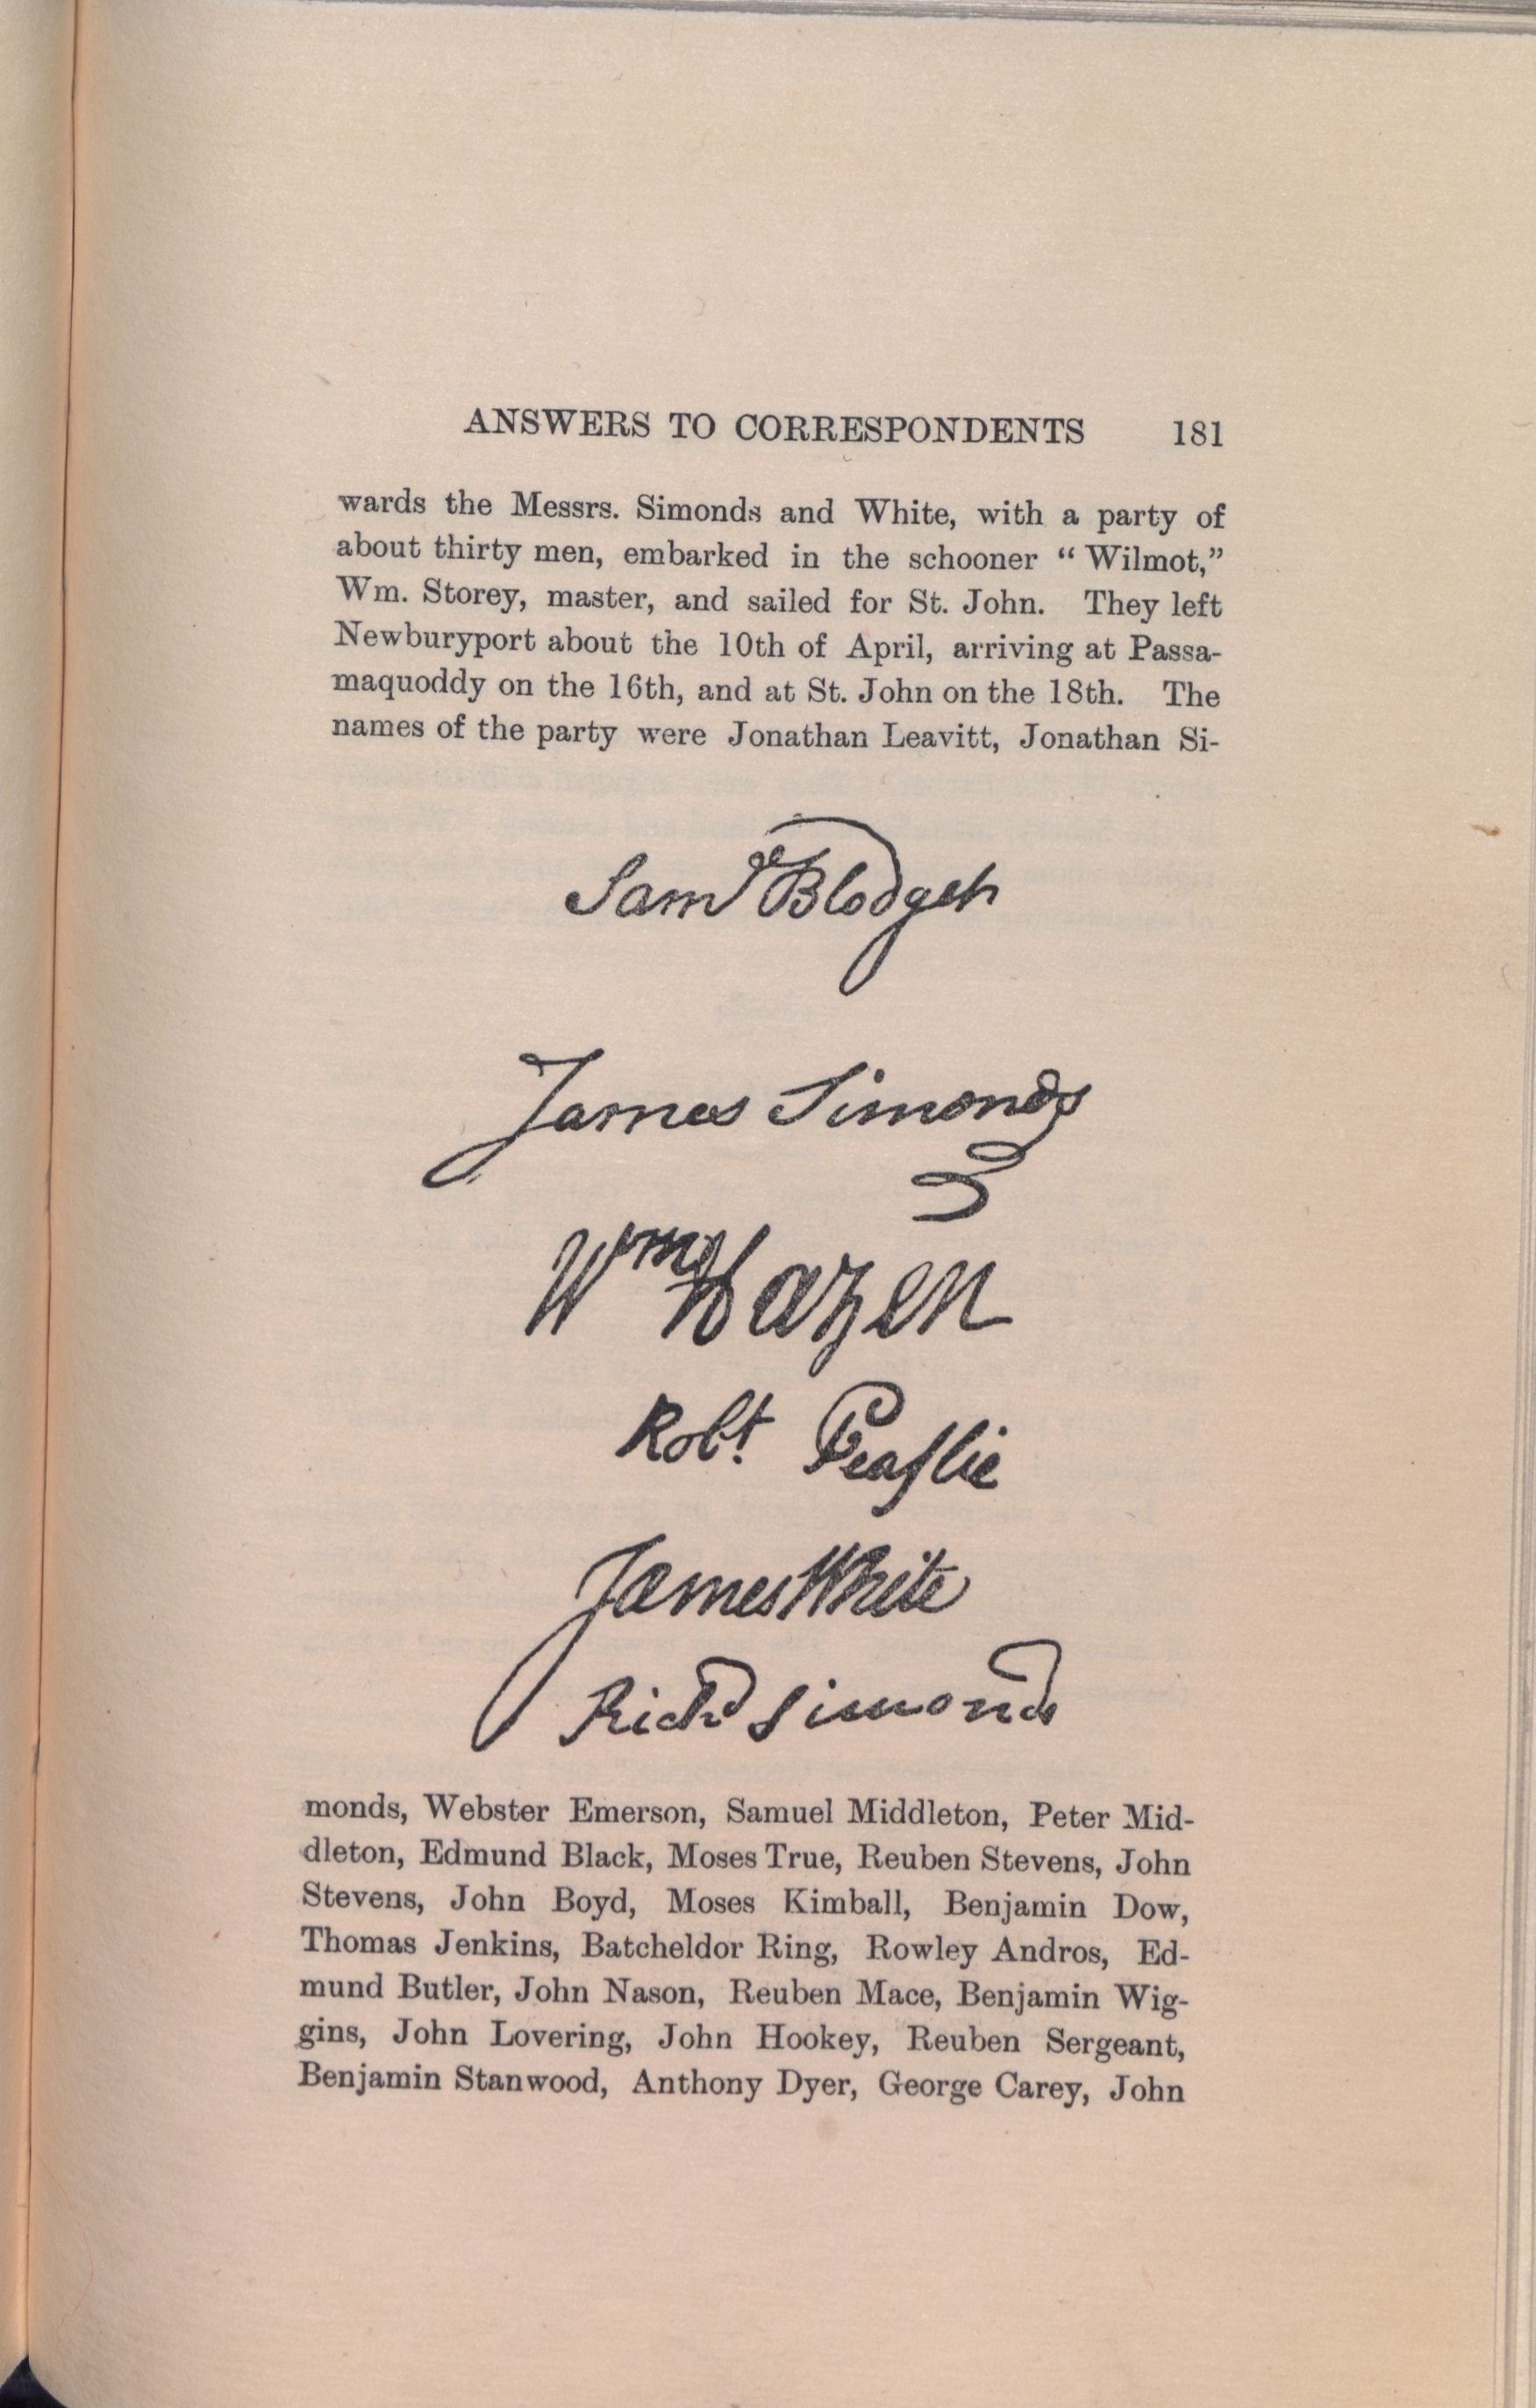 ANSWERS TO CORRESPONDENTS 181
wards the Messrs. Simonds and White, with a party of
about thirty men, embarked in the schooner “Wilmot,”
Wm. Storey, master, and sailed for St. John. They left
Newburyport about the 10th of April, arriving at Passa-
maquoddy on the 16th, and at St. John on the 18th. The
names of the party were Jonathan Leavitt, Jonathan Si-
Saml Blodget
James Simonds
Wm Hazen
Robt. Peaslie
James White
Richd Simonds
monds, Webster Emerson, Samuel Middleton, Peter Mid-
dleton, Edmund Black, Moses True, Reuben Stevens, John
Stevens, John Boyd, Moses Kimball, Benjamin Dow,
Thomas Jenkins, Batcheldor Ring, Rowley Andros, Ed-
mund Butler, John Nason, Reuben Mace, Benjamin Wig-
gins, John Lovering, John Hookey, Reuben Sergeant,
Benjamin Stanwood, Anthony Dyer, George Carey, John